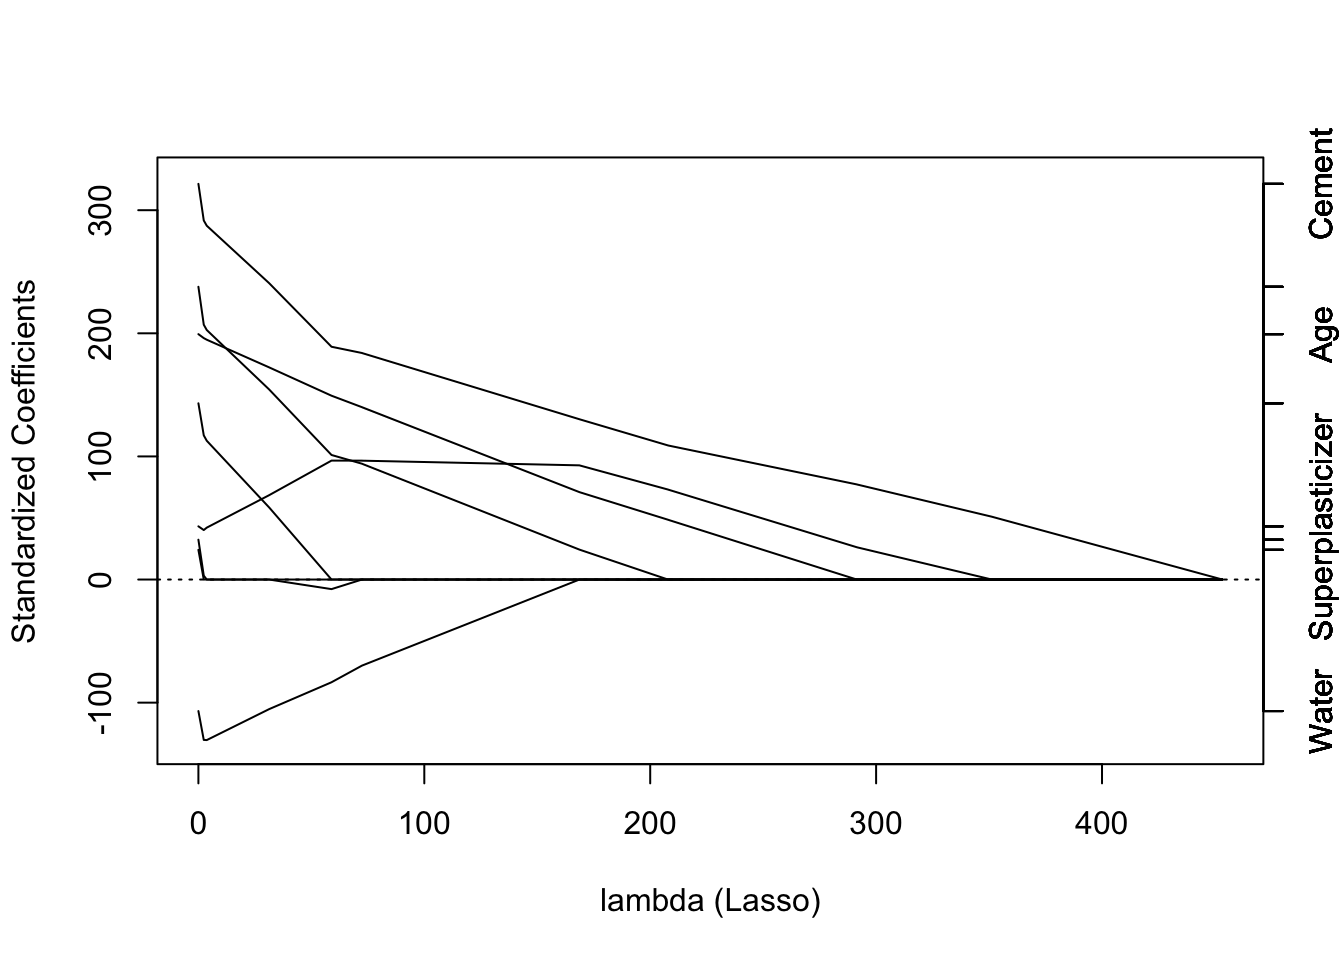 Standardized Coefficients
300
200
100
0
-100
0
100
200
300
400
lambda (Lasso)
Cement
Age
Superplasticizer
Water